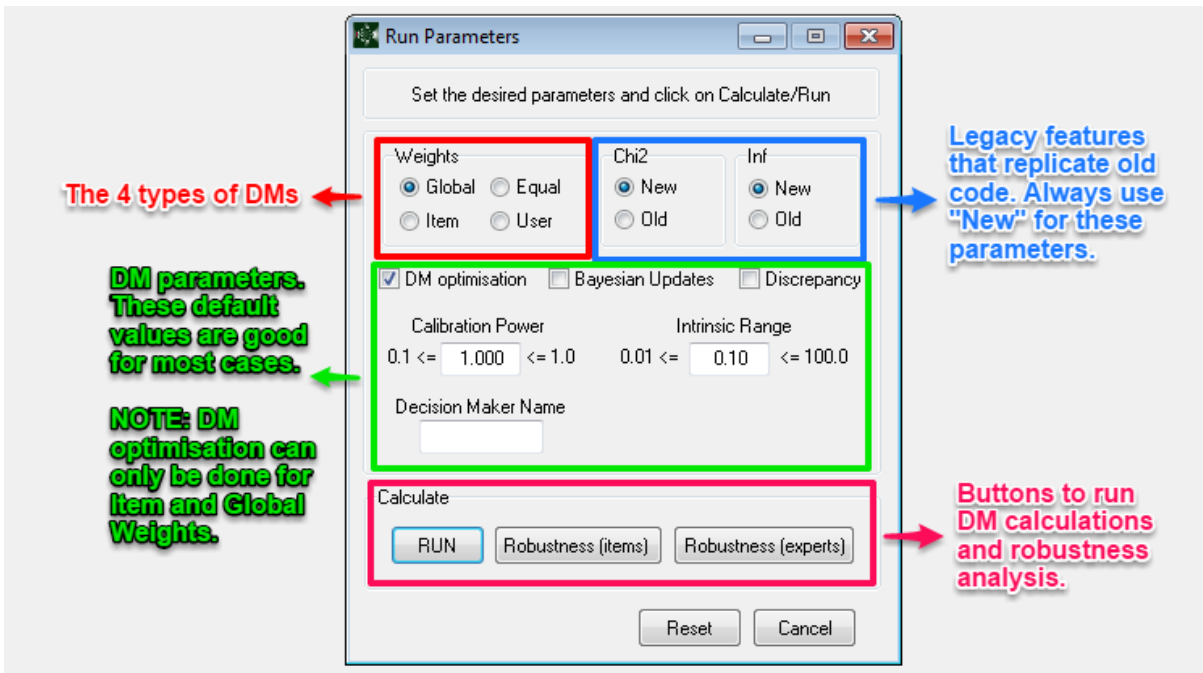 Run Parameters
Set the desired parameters and click on Calculate/Run
The 4 types of DMs
Weights
Global Equal
Item User
Chi2
New
Old
Inf
New
Old
Legacy features
that replicate old
code. Always use
"New" for these
parameters.
DM parameters.
These default
values are good
for most cases.
NOTE: DM
optimisation can
only be done for
Item and Global
Weights.
DM optimisation Bayesian Updates Discrepancy
Calibration Power Intrinsic Range
0.1 <= 1.000 <= 1.0 0.01 <= 0.10 <= 100.0
Decision Maker Name
Calculate
RUN Robustness (items) Robustness (experts)
Buttons to run
DM calculations
and robustness
analysis.
Reset Cancel